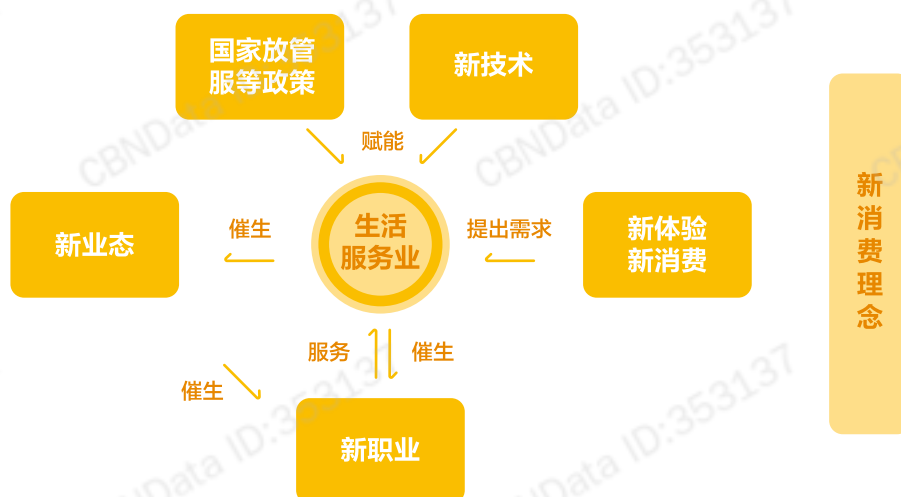 国家放管
服等政策
新技术
赋能
新业态
催生
生活
服务业
提出需求
新体验
新消费
新消费理念
服务
催生
催生
新职业
CBNData ID:353137
CBNData ID:353137
CBNData ID:353137
CBNData ID:353137